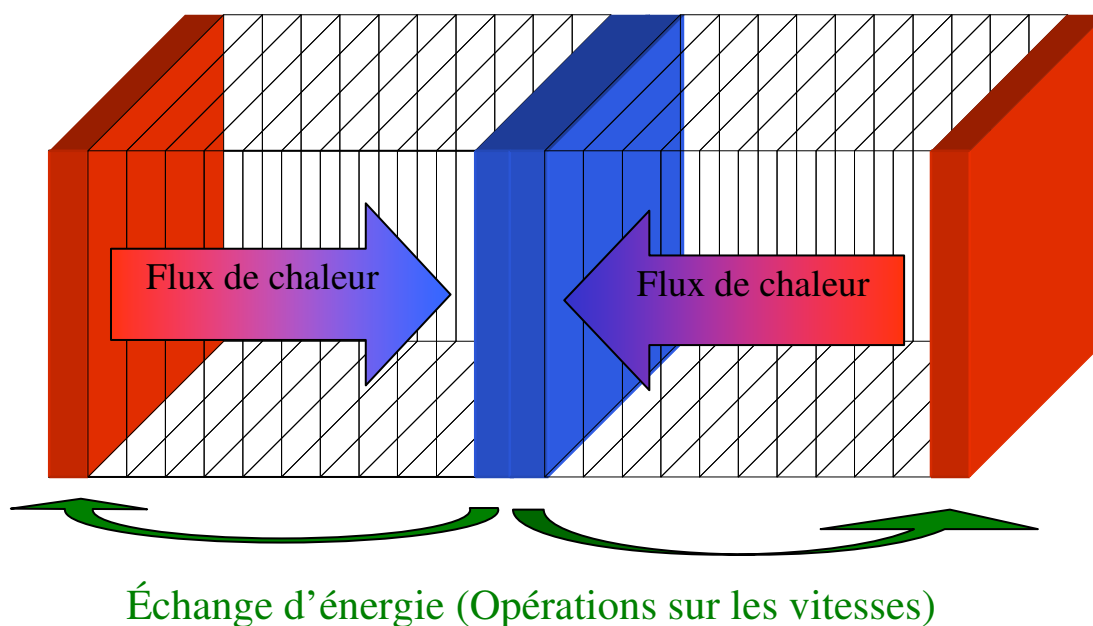 Flux de chaleur
Flux de chaleur
Échange d’énergie (Opérations sur les vitesses)